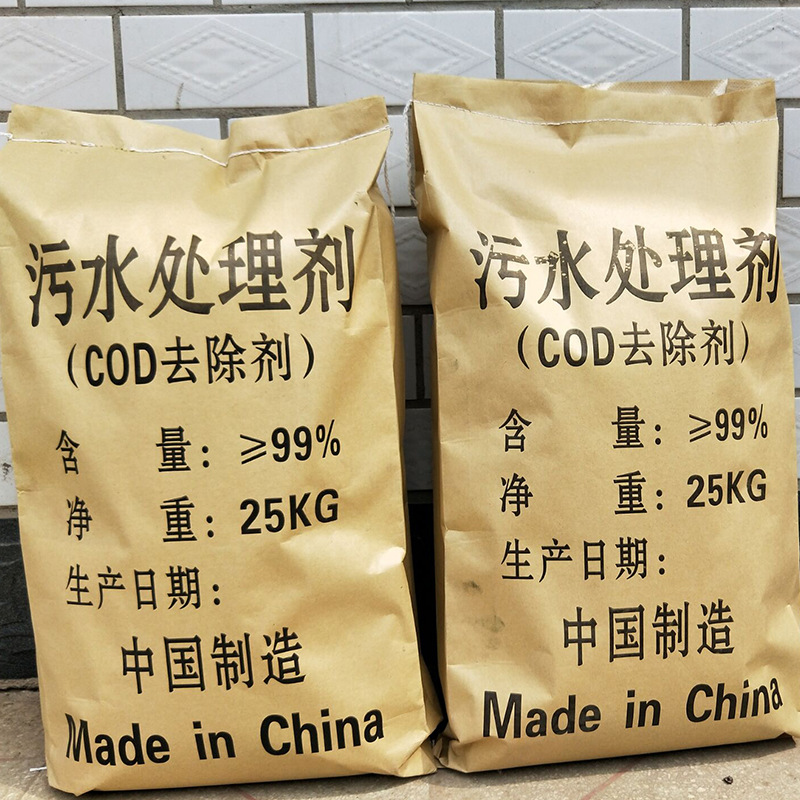 污水处理剂
（COD去除剂）
含 量：≥99%
净 重：25KG
生产日期：
中国制造
Made in China
污水处理剂
（COD去除剂）
含 量：≥99%
净 重：25KG
生产日期：
中国制造
Made in China